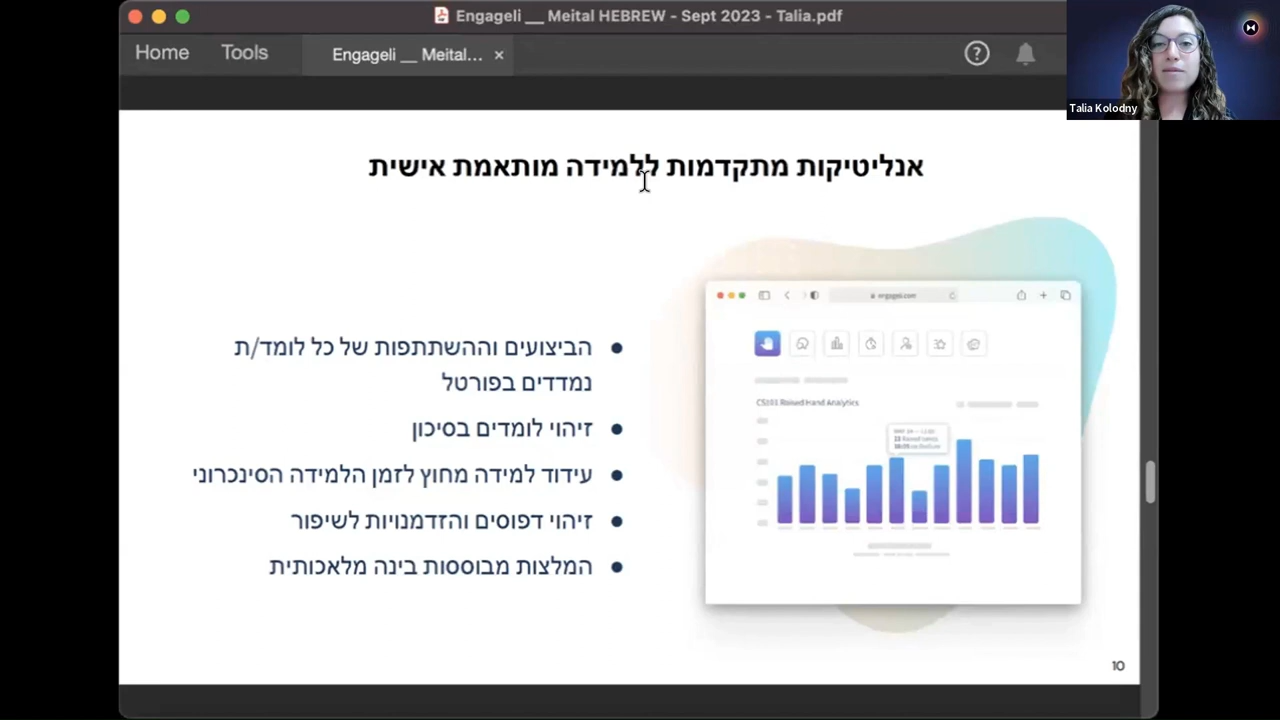 Engageli __ Meital HEBREW - Sept 2023 - Talia.pdf
Home
Tools
Engageli __ Meital... ×
Talia Kolodny
אנליטיקות מתקדמות ללמידה מותאמת אישית
● הביצועים וההשתתפות של כל לומד/ת
נמדדים בפורטל
● זיהוי לומדים בסיכון
● עידוד למידה מחוץ לזמן הלמידה הסינכרוני
● זיהוי דפוסים והזדמנויות לשיפור
● המלצות מבוססות בינה מלאכותית
engageli.com
CS101 Raised Hand Analytics
10